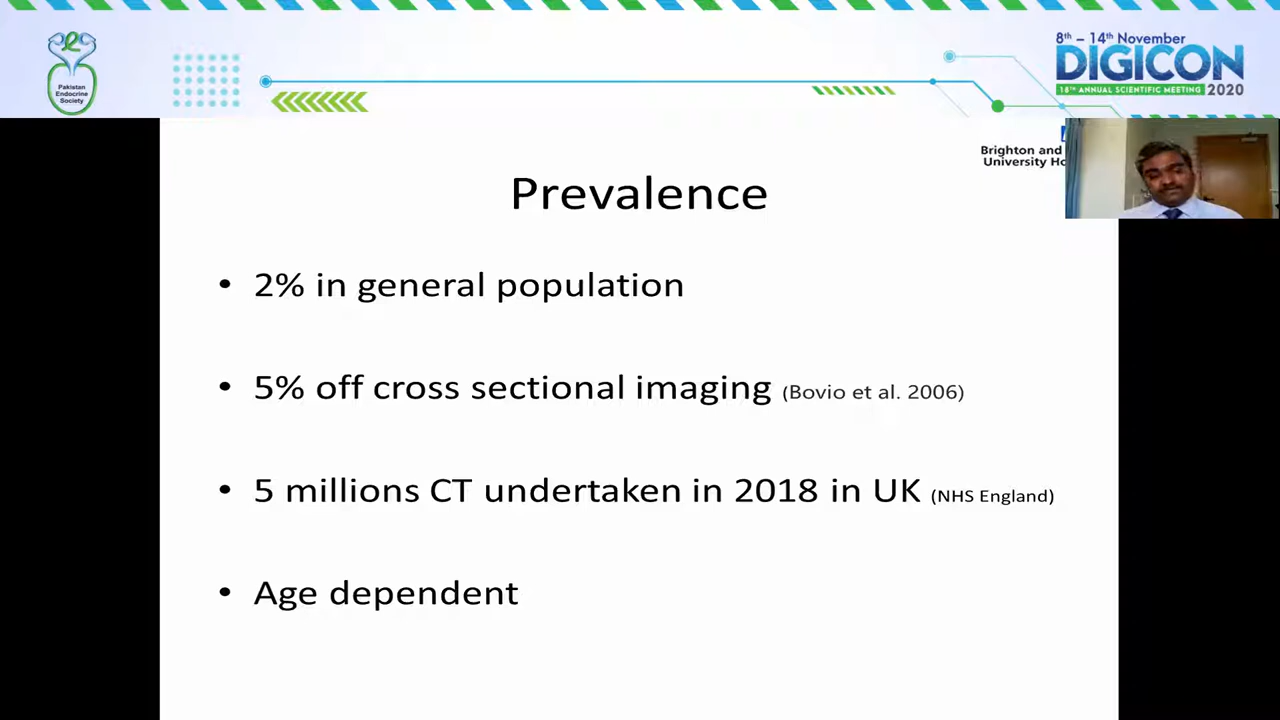 Pakistan
Endocrine
Society
8th – 14th November
DIGICON
18TH ANNUAL SCIENTIFIC MEETING 2020
Brighton and
University
Prevalence
• 2% in general population
• 5% off cross sectional imaging (Bovio et al. 2006)
• 5 millions CT undertaken in 2018 in UK (NHS England)
• Age dependent